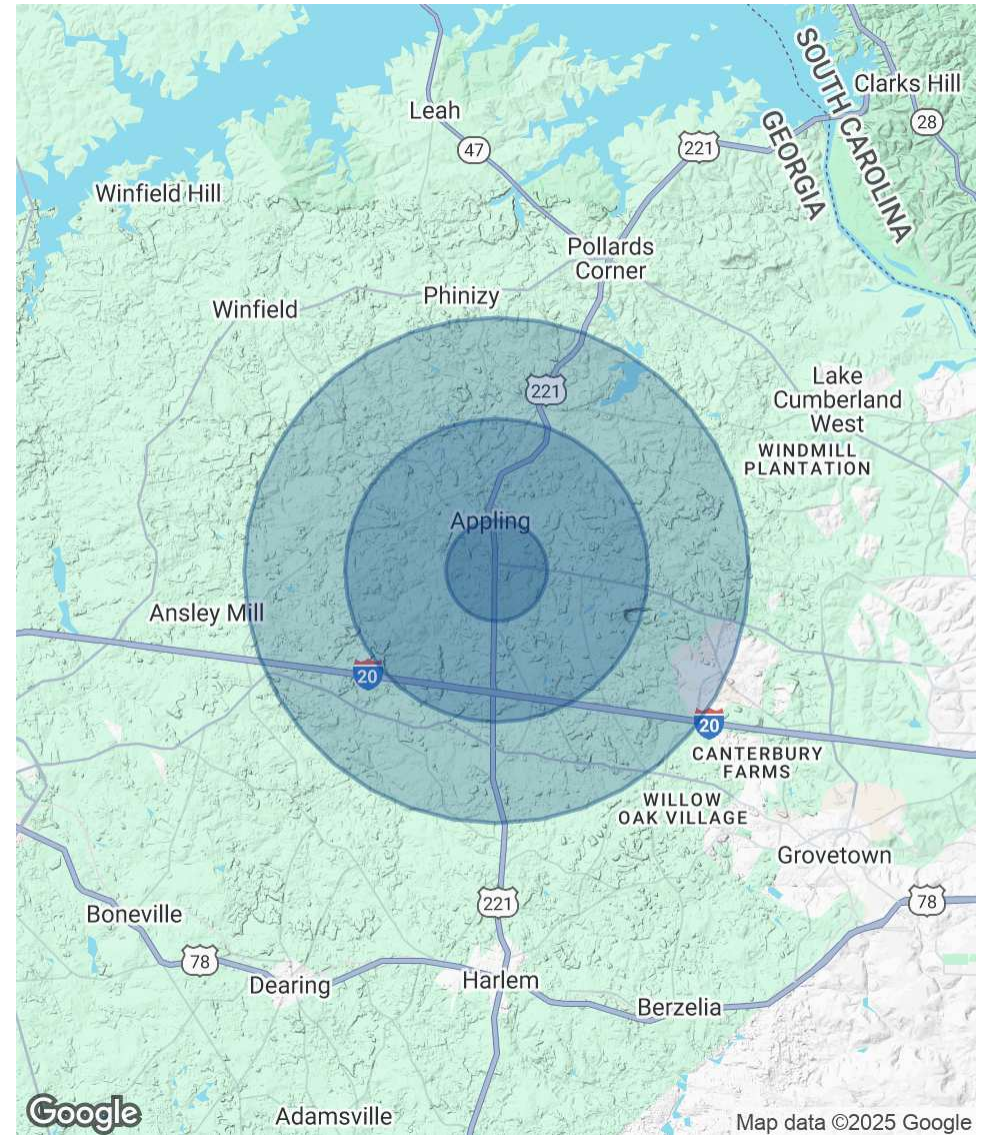 SOUTH CAROLINA
Clarks Hill
Leah
28
GEORGIA
221
47
Winfield Hill
Pollards
Corner
Phinizy
Winfield
Lake
Cumberland
West
221
WINDMILL
PLANTATION
Appling
Ansley Mill
20
20
CANTERBURY
FARMS
WILLOW
OAK VILLAGE
Grovetown
221
78
Boneville
78
Harlem
Dearing
Berzelia
Google
Adamsville
Map data ©2025 Google